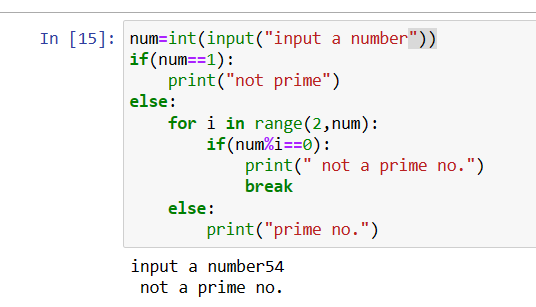 In [15]: num=int(input("input a number"))
if(num==1):
    print("not prime")
else:
    for i in range(2,num):
        if(num%i==0):
            print(" not a prime no.")
            break
    else:
        print("prime no.")
input a number54
 not a prime no.